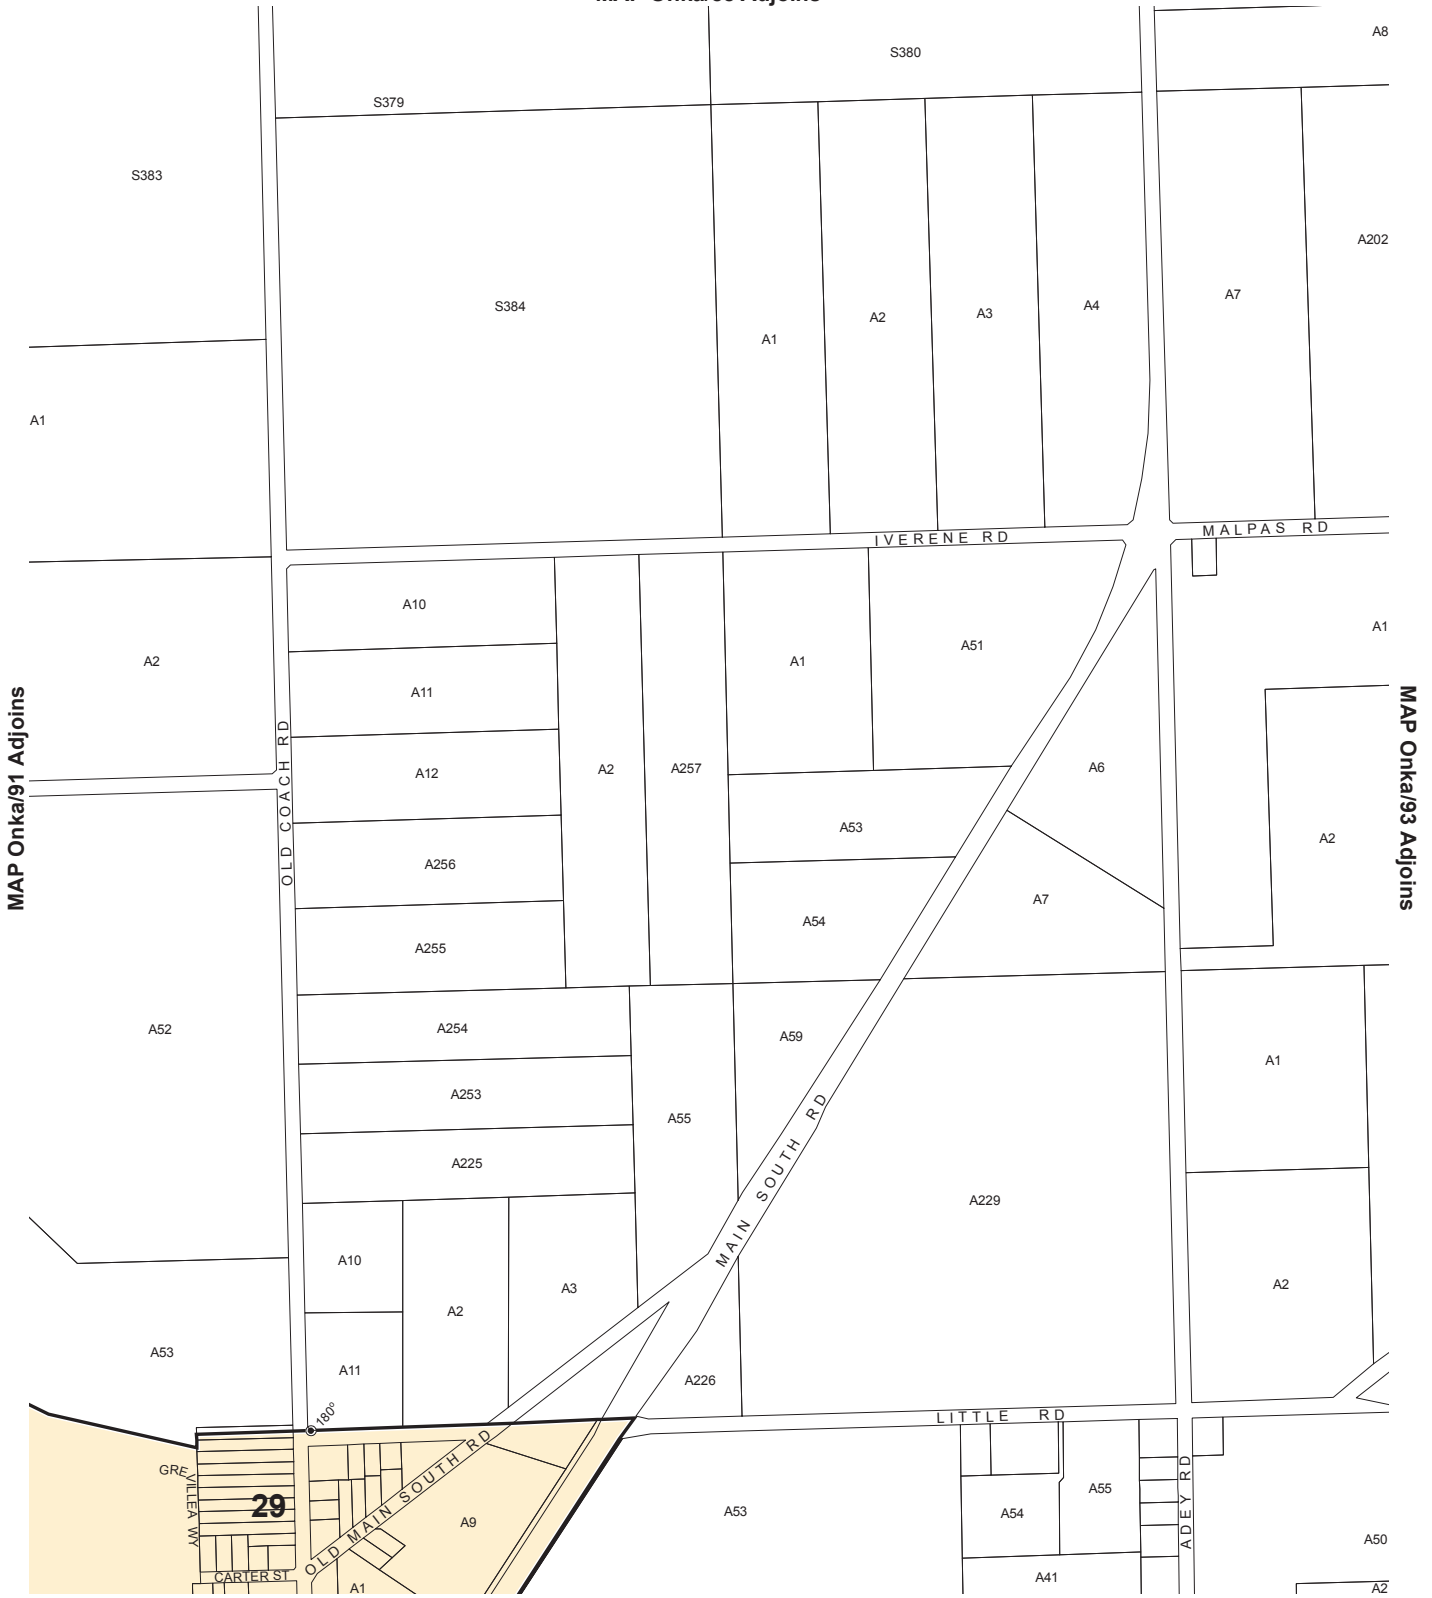 S380
A8
S379
S383
A202
A7
S384
A4
A3
A2
A1
A1
MALPAS RD
IVERENE RD
A10
A1
A51
A1
A2
A11
MAP Onka/91 Adjoins
MAP Onka/93 Adjoins
OLD COACH RD
A12
A2
A257
A6
A53
A2
A256
A7
A54
A255
A52
A254
A59
A1
A253
A55
A225
MAIN SOUTH RD
A229
A10
A3
A2
A2
A53
A11
A226
180°
LITTLE RD
GREVILLEA WY
29
OLD MAIN SOUTH RD
A9
A53
A54
A55
ADEY RD
A50
CARTER ST
A1
A41
A2